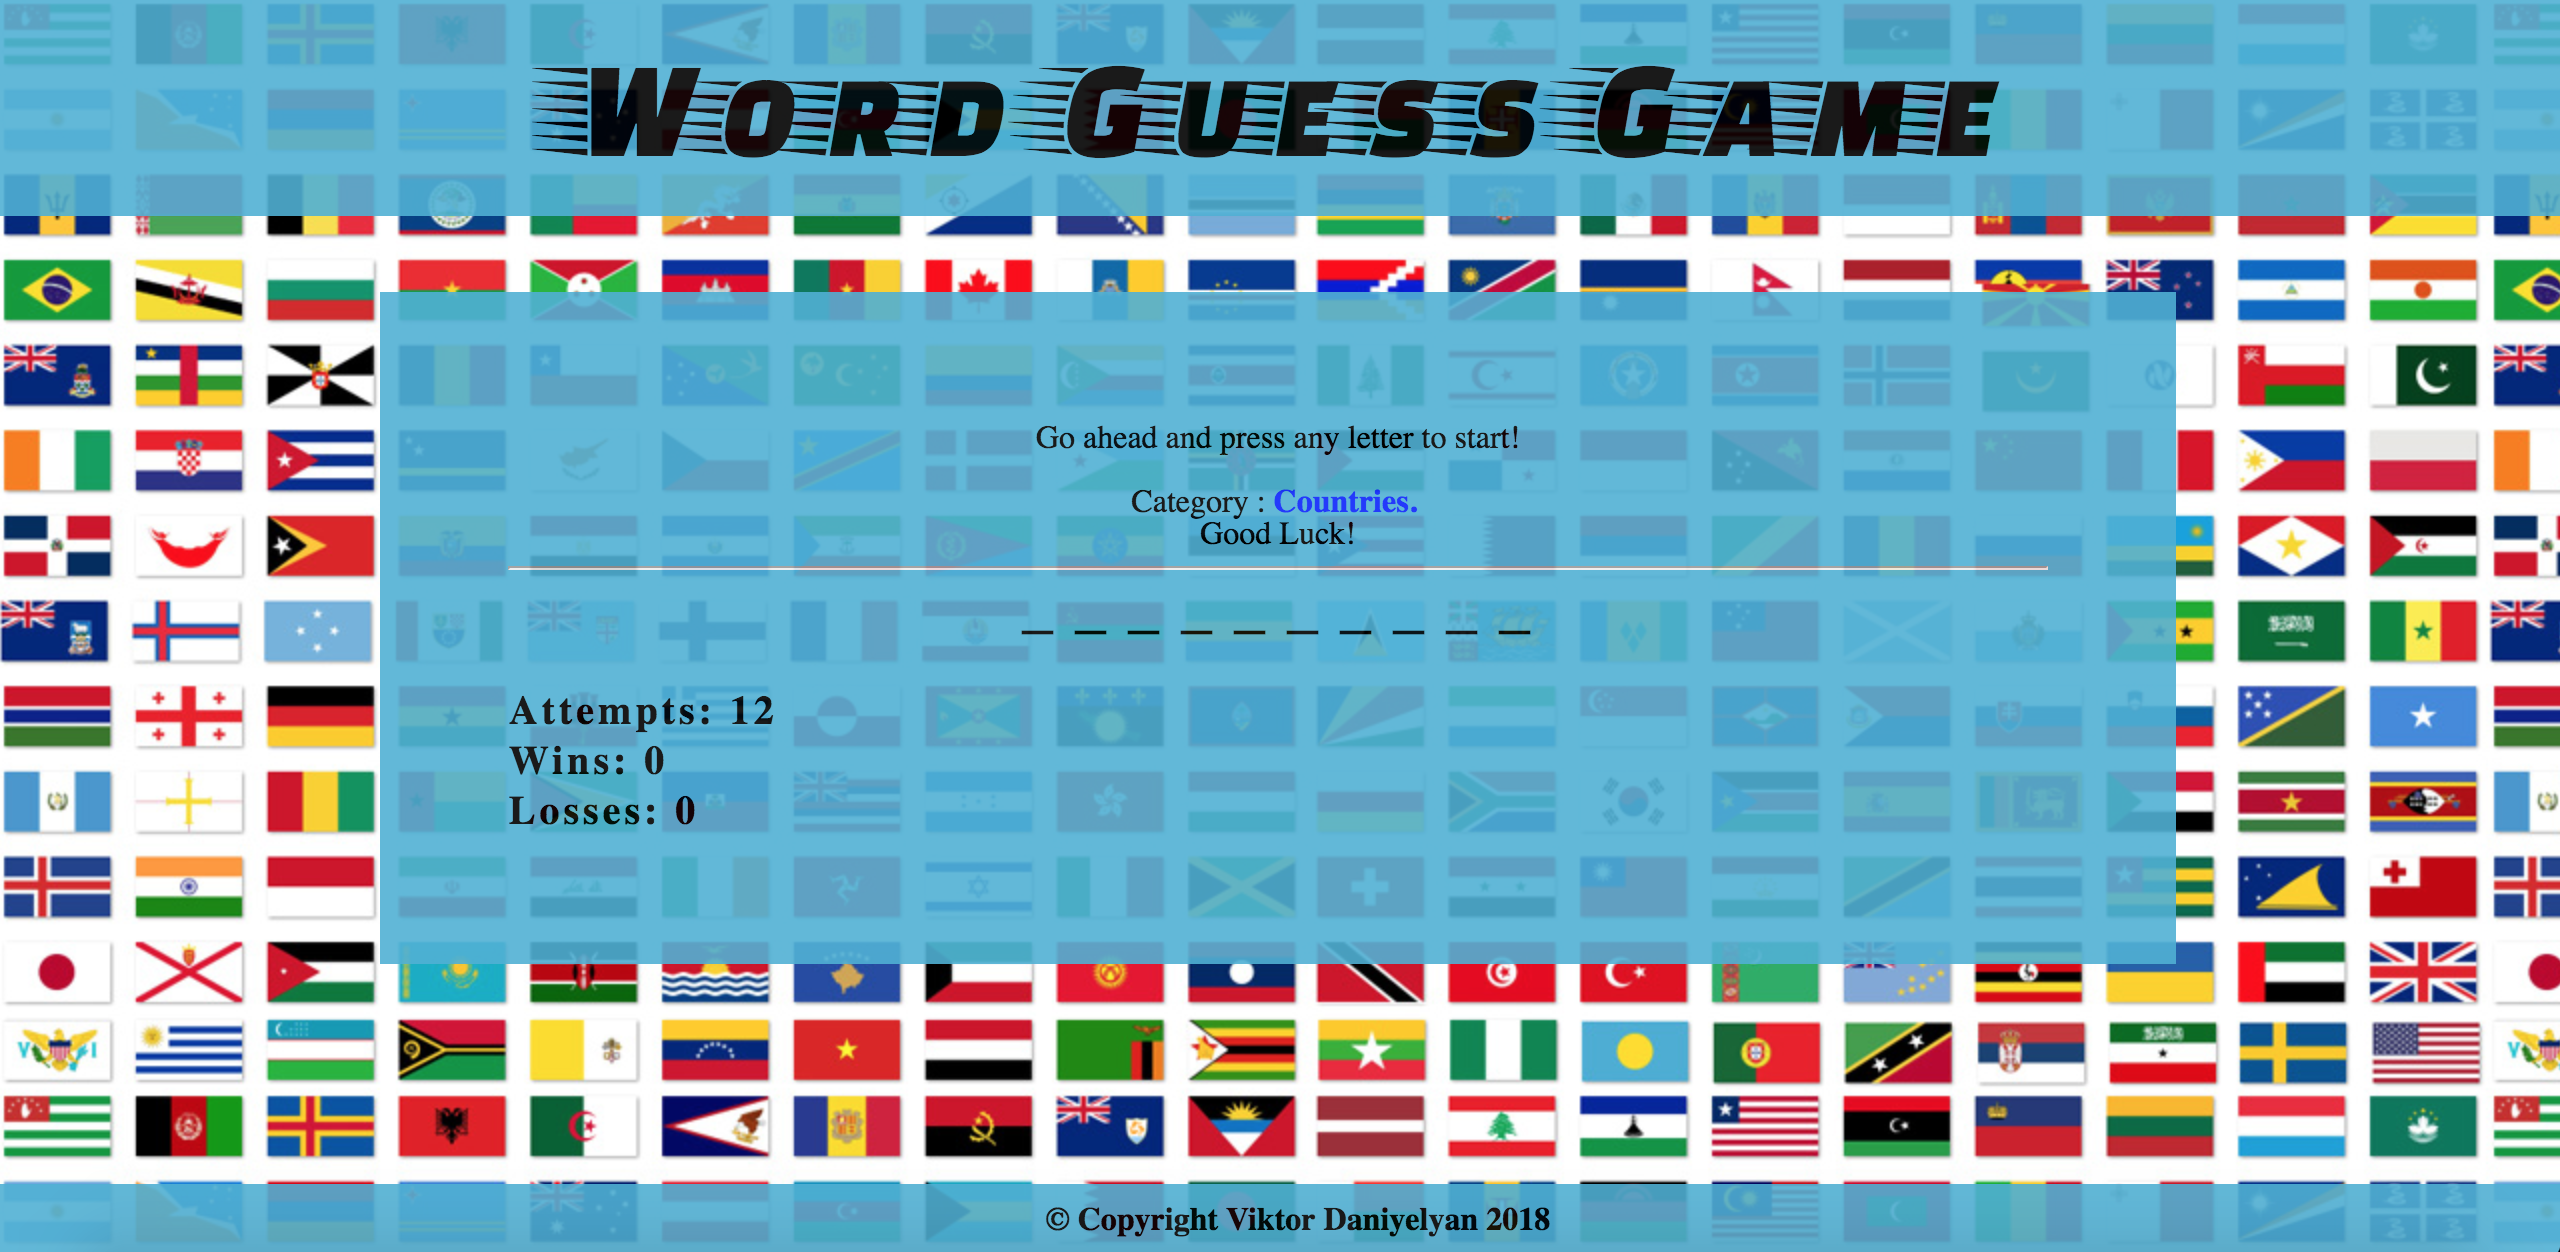 Word Guess Game
Go ahead and press any letter to start!
Category : Countries.
Good Luck!
_ _ _ _ _ _ _ _ _ _
Attempts: 12
Wins: 0
Losses: 0
V I
© Copyright Viktor Daniyelyan 2018